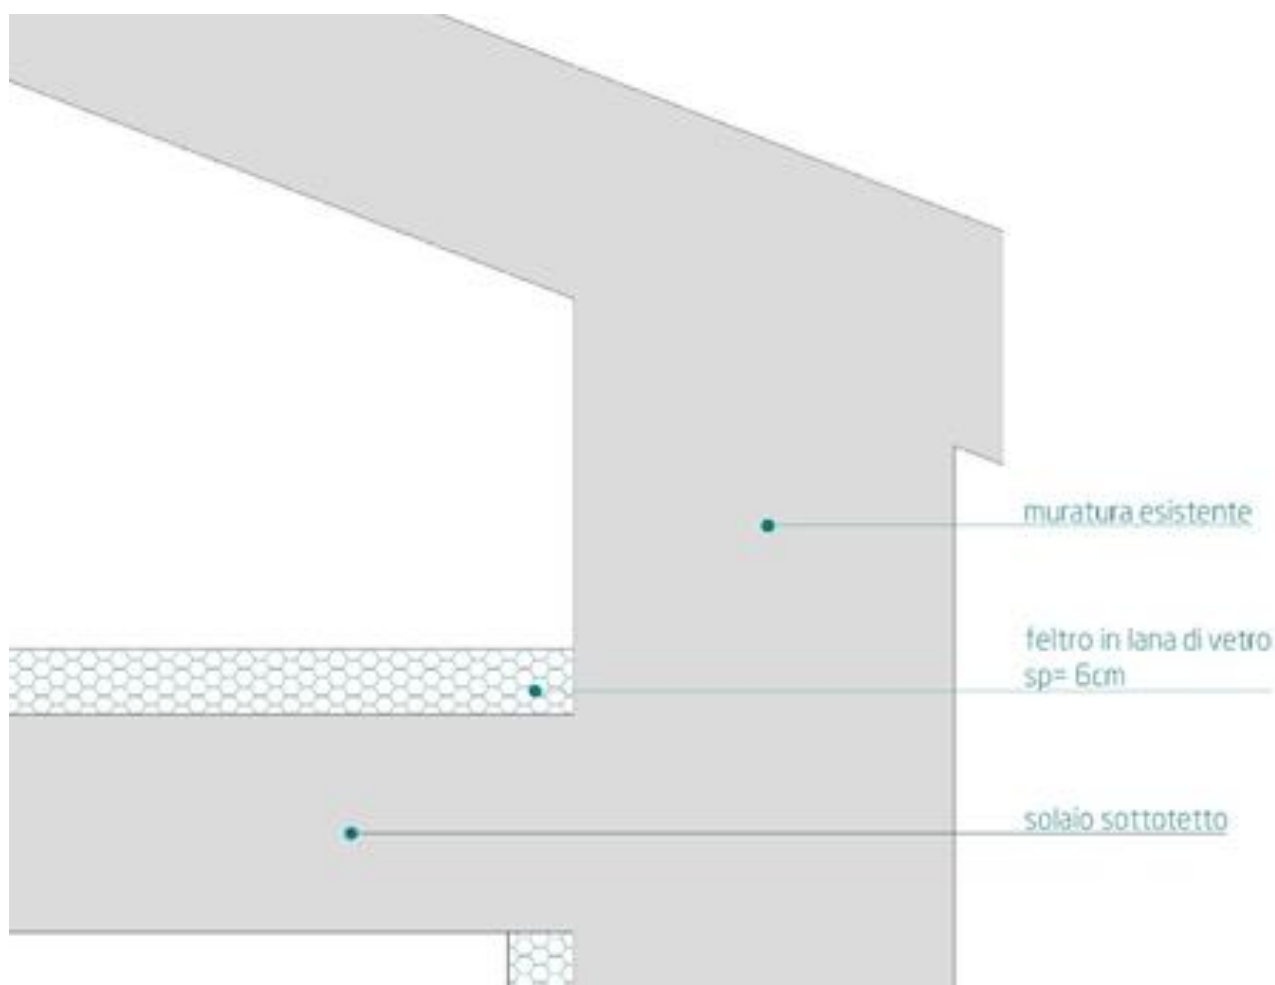 muratura esistente
feltro in lana di vetro
sp= 6cm
solaio sottotetto